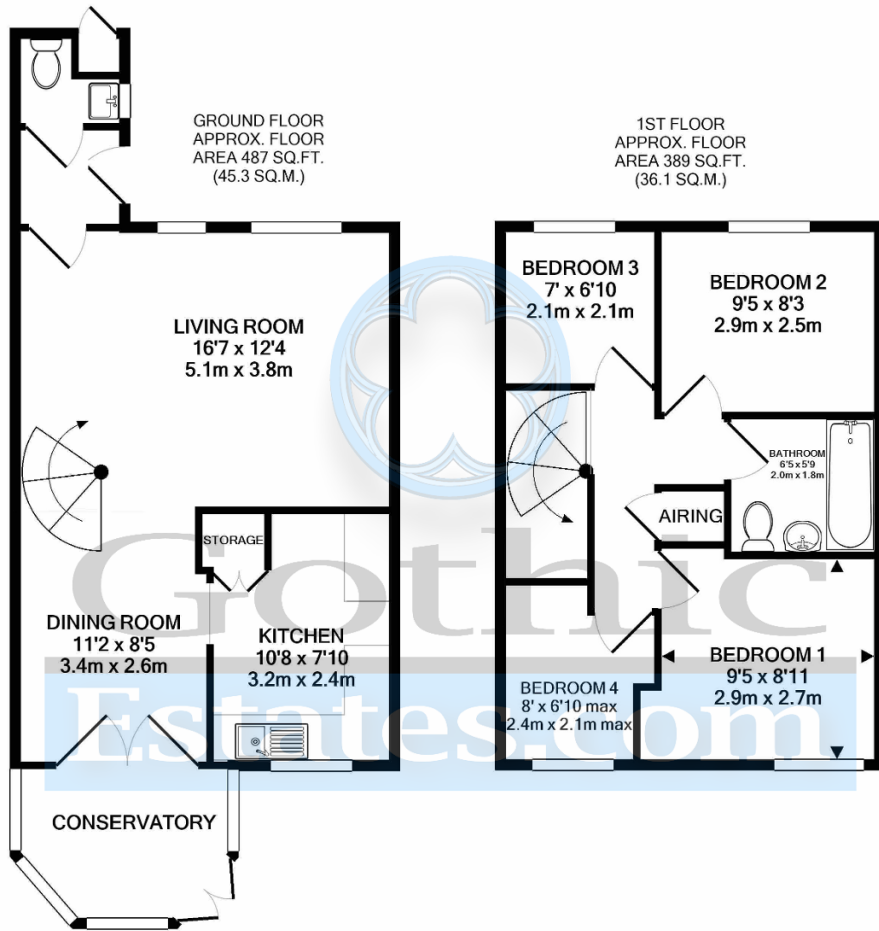 GROUND FLOOR
APPROX. FLOOR
AREA 487 SQ.FT.
(45.3 SQ.M.)
1ST FLOOR
APPROX. FLOOR
AREA 389 SQ.FT.
(36.1 SQ.M.)
LIVING ROOM
16'7 x 12'4
5.1m x 3.8m
STORAGE
DINING ROOM
11'2 x 8'5
3.4m x 2.6m
KITCHEN
10'8 x 7'10
3.2m x 2.4m
CONSERVATORY
BEDROOM 3
7' x 6'10
2.1m x 2.1m
BEDROOM 2
9'5 x 8'3
2.9m x 2.5m
BATHROOM
6'5 x 5'9
2.0m x 1.8m
AIRING
BEDROOM 1
9'5 x 8'11
2.9m x 2.7m
BEDROOM 4
8' x 6'10 max
2.4m x 2.1m max
Gothic
Estates.com